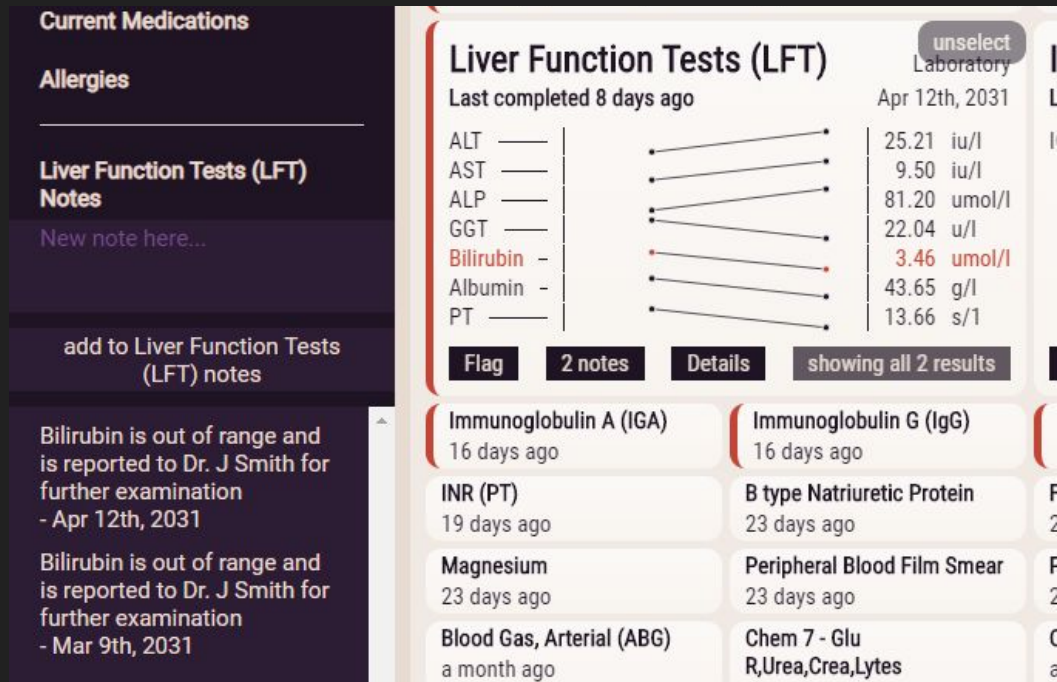 Current Medications
Allergies
Liver Function Tests (LFT)
Notes
New note here...
add to Liver Function Tests
(LFT) notes
Bilirubin is out of range and
is reported to Dr. J Smith for
further examination
- Apr 12th, 2031
Bilirubin is out of range and
is reported to Dr. J Smith for
further examination
- Mar 9th, 2031
unselect
Liver Function Tests (LFT)
Laboratory
Last completed 8 days ago
Apr 12th, 2031
ALT 25.21 iu/l
AST 9.50 iu/l
ALP 81.20 umol/l
GGT 22.04 u/l
Bilirubin 3.46 umol/l
Albumin 43.65 g/l
PT 13.66 s/1
Flag 2 notes Details showing all 2 results
Immunoglobulin A (IGA)
16 days ago
Immunoglobulin G (IgG)
16 days ago
INR (PT)
19 days ago
B type Natriuretic Protein
23 days ago
Magnesium
23 days ago
Peripheral Blood Film Smear
23 days ago
Blood Gas, Arterial (ABG)
a month ago
Chem 7 - Glu
R,Urea,Crea,Lytes